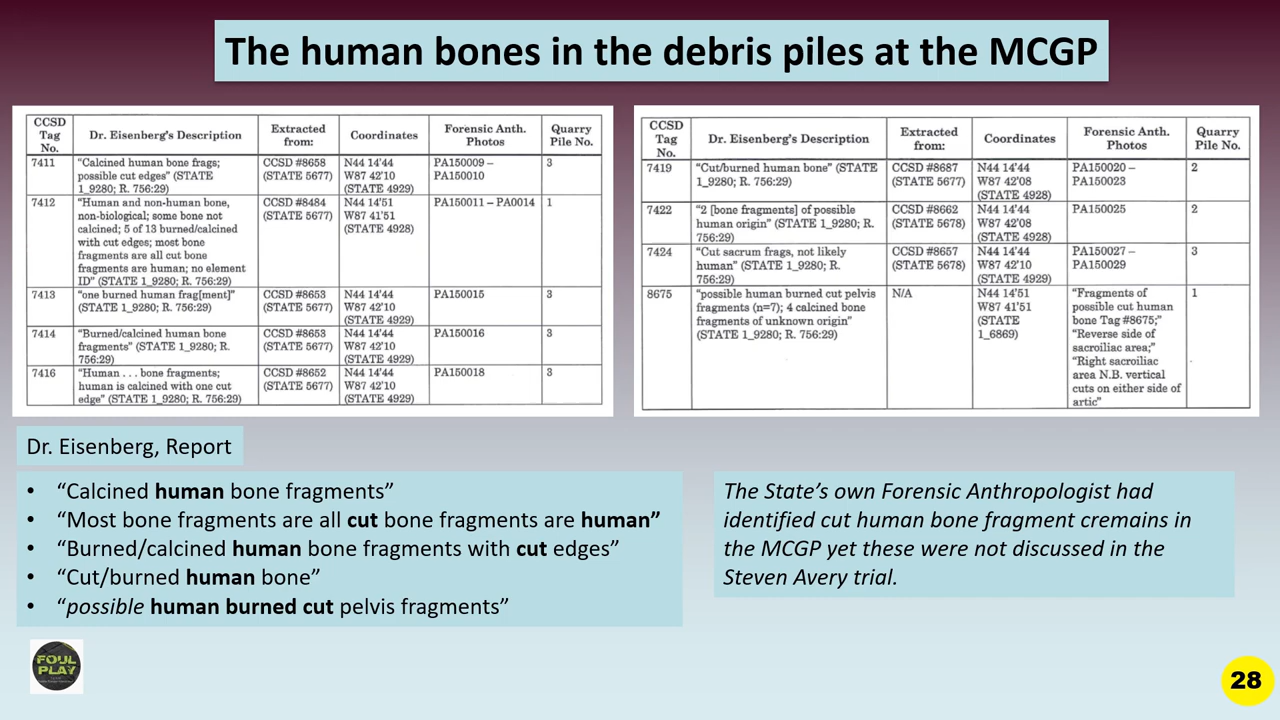 The human bones in the debris piles at the MCGP
CCSD Tag No. Dr. Eisenberg's Description Extracted from: Coordinates Forensic Anth. Photos Quarry Pile No.
7411 "Calcined human bone frags; CCSD #8658 N44 14'44 PA150009 – 3
possible cut edges" (STATE (STATE 5677) W87 42'10 PA150010
1_9280; R. 756:29) (STATE 4929)
7412 "Human and non-human bone, CCSD #8484 N44 14'51 PA150011 – PA0014 1
non-biological; some bone not (STATE 5677) W87 41'51
calcined; 5 of 13 burned/calcined (STATE 4928)
with cut edges; most bone
fragments are all cut bone
fragments are human; no element
ID" (STATE 1_9280; R. 756:29)
7413 "one burned human frag[ment]" CCSD #8653 N44 14'44 PA150015 3
(STATE 1_9280; R. 756:29) (STATE 5677) W87 42'10
(STATE 4929)
7414 "Burned/calcined human bone CCSD #8653 N44 14'44 PA150016 3
fragments" (STATE 1_9280; R. (STATE 5677) W87 42'10
756:29) (STATE 4929)
7416 "Human . . . bone fragments; CCSD #8652 N44 14'44 PA150018 3
human is calcined with one cut (STATE 5677) W87 42'10
edge" (STATE 1_9280; R. 756:29) (STATE 4929)
CCSD Tag No. Dr. Eisenberg's Description Extracted from: Coordinates Forensic Anth. Photos Quarry Pile No.
7419 "Cut/burned human bone" (STATE CCSD #8687 N44 14'44 PA150020 – 2
1_9280; R. 756:29) (STATE 5677) W87 42'08 PA150023
(STATE 4928)
7422 "2 [bone fragments] of possible CCSD #8662 N44 14'44 PA150025 2
human origin" (STATE 1_9280; R. (STATE 5678) W87 42'08
756:29) (STATE 4928)
7424 "Cut sacrum frags, not likely CCSD #8657 N44 14'44 PA150027 – 3
human" (STATE 1_9280; R. (STATE 5678) W87 42'10 PA150029
756:29) (STATE 4929)
8675 "possible human burned cut pelvis N/A N44 14'51 "Fragments of 1
fragments (n=7); 4 calcined bone W87 41'51 possible cut human
fragments of unknown origin" (STATE bone Tag #8675;"
(STATE 1_9280; R. 756:29) 1_6869) "Reverse side of
sacroiliac area;"
"Right sacroiliac
area N.B. vertical
cuts on either side of
artic"
Dr. Eisenberg, Report
• “Calcined human bone fragments”
• “Most bone fragments are all cut bone fragments are human”
• “Burned/calcined human bone fragments with cut edges”
• “Cut/burned human bone”
• “possible human burned cut pelvis fragments”
The State’s own Forensic Anthropologist had
identified cut human bone fragment cremains in
the MCGP yet these were not discussed in the
Steven Avery trial.
FOUL
PLAY
28